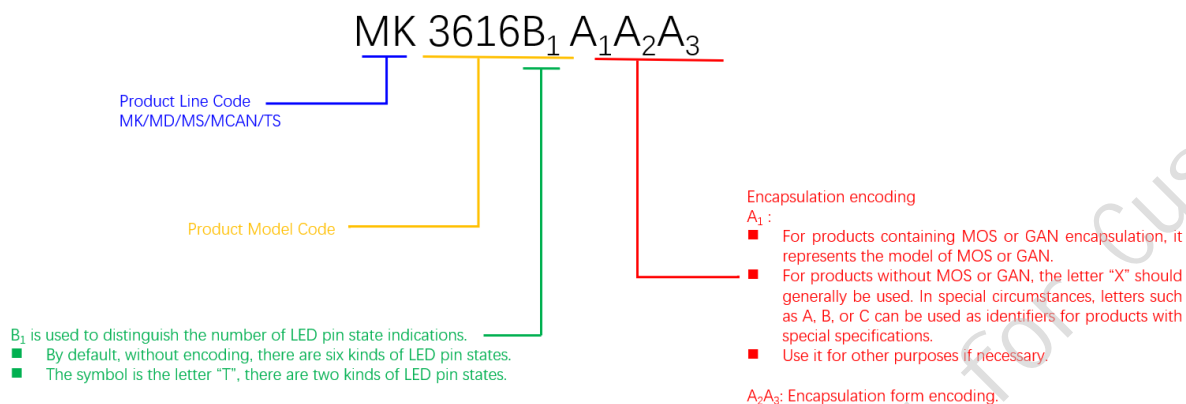 MK 3616B₁ A₁A₂A₃
Product Line Code
MK/MD/MS/MCAN/TS
Product Model Code
Encapsulation encoding
A₁ :
■ For products containing MOS or GAN encapsulation, it
represents the model of MOS or GAN.
■ For products without MOS or GAN, the letter “X” should
generally be used. In special circumstances, letters such
as A, B, or C can be used as identifiers for products with
special specifications.
■ Use it for other purposes if necessary.
A₂A₃: Encapsulation form encoding.
B₁ is used to distinguish the number of LED pin state indications.
■ By default, without encoding, there are six kinds of LED pin states.
■ The symbol is the letter “T”, there are two kinds of LED pin states.
for Cus